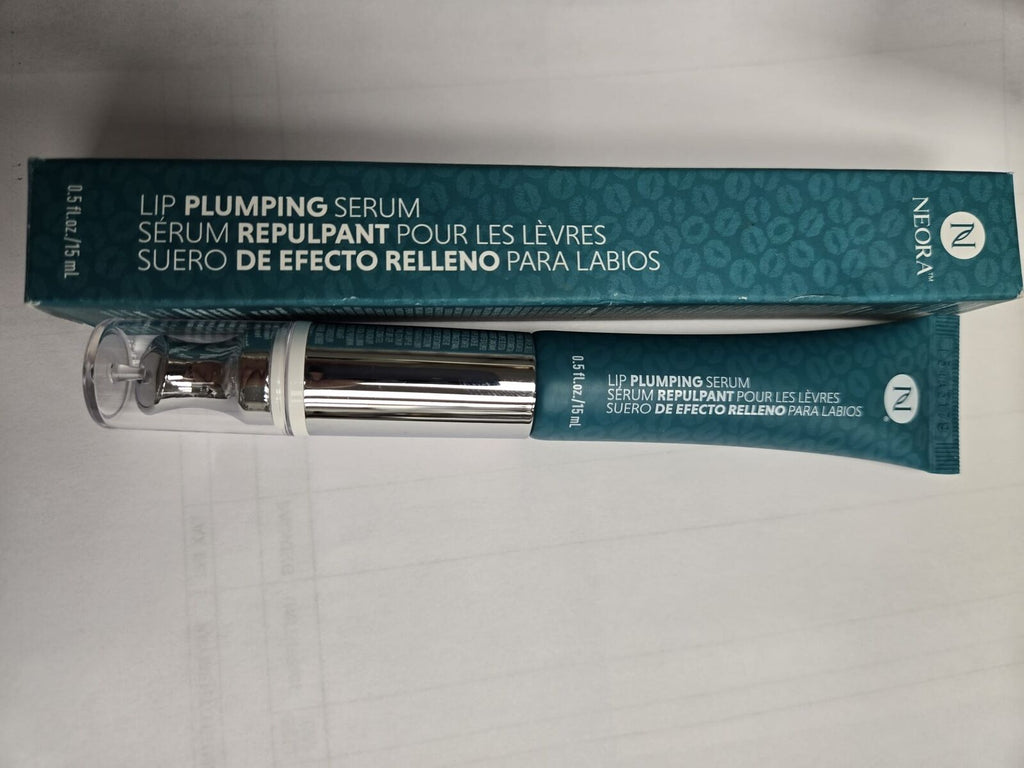 LIP PLUMPING SERUM
SÉRUM REPULPANT POUR LES LÈVRES
SUERO DE EFECTO RELLENO PARA LABIOS
0.5 fl.oz./15 mL
N
NEORA™
LIP PLUMPING SERUM
SÉRUM REPULPANT POUR LES LÈVRES
SUERO DE EFECTO RELLENO PARA LABIOS
0.5 fl.oz./15 mL
N®